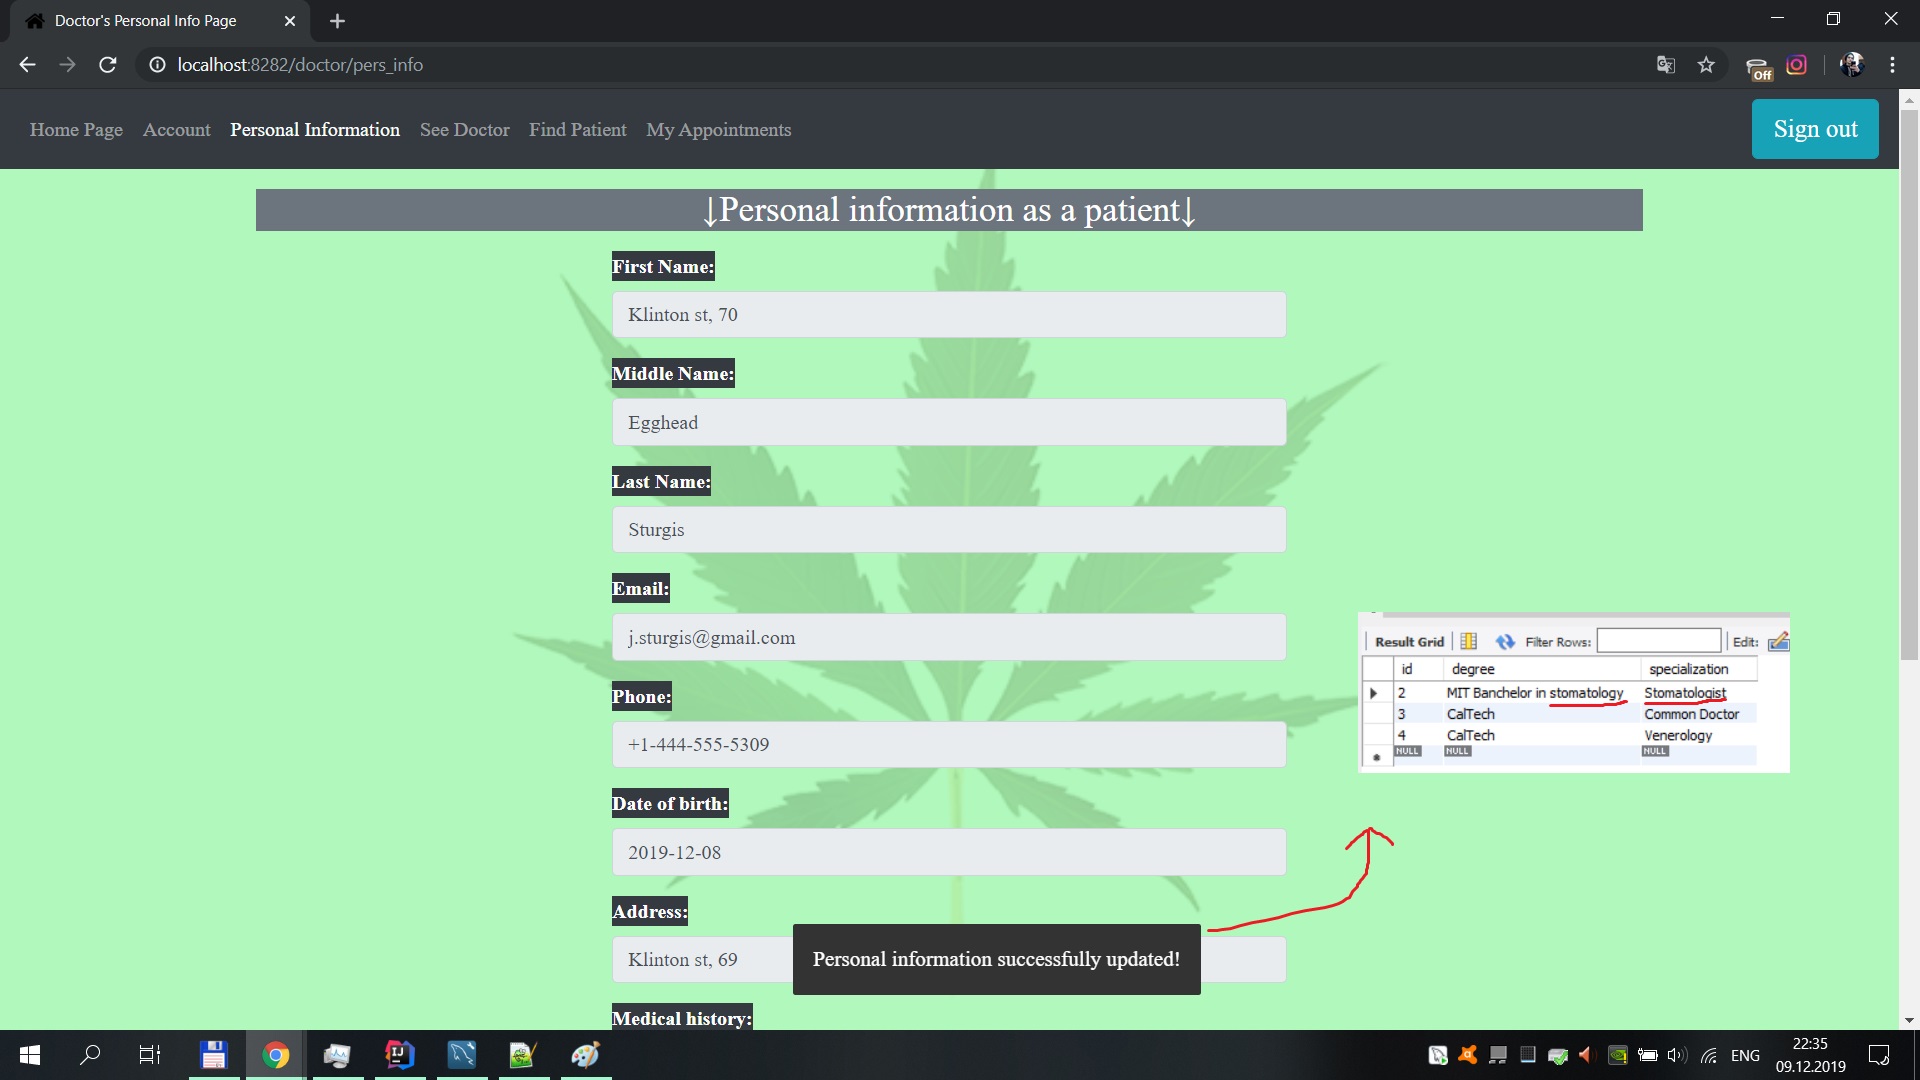 Doctor's Personal Info Page
localhost:8282/doctor/pers_info
Off
Home Page Account Personal Information See Doctor Find Patient My Appointments
Sign out
↓Personal information as a patient↓
First Name:
Klinton st, 70
Middle Name:
Egghead
Last Name:
Sturgis
Email:
j.sturgis@gmail.com
Phone:
+1-444-555-5309
Date of birth:
2019-12-08
Address:
Klinton st, 69
Personal information successfully updated!
Medical history:
Result Grid Filter Rows: Edit:
id degree specialization
2 MIT Banchelor in stomatology Stomatologist
3 CalTech Common Doctor
4 CalTech Venerology
NULL NULL NULL
ENG
22:35
09.12.2019